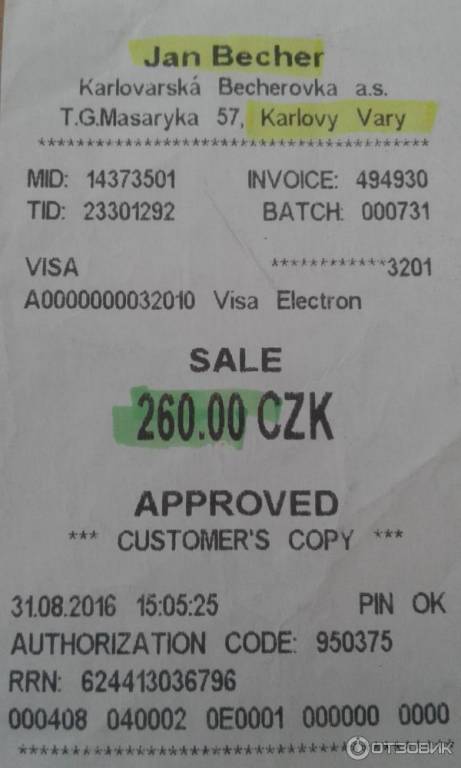 Jan Becher
Karlovarská Becherovka a.s.
T.G.Masaryka 57, Karlovy Vary
****************************************
MID: 14373501 INVOICE: 494930
TID: 23301292 BATCH: 000731
VISA ************3201
A0000000032010 Visa Electron
SALE
260.00 CZK
APPROVED
*** CUSTOMER'S COPY ***
31.08.2016 15:05:25 PIN OK
AUTHORIZATION CODE: 950375
RRN: 624413036796
000408 040002 0E0001 000000 0000
****************************************
ОТЗОВИК